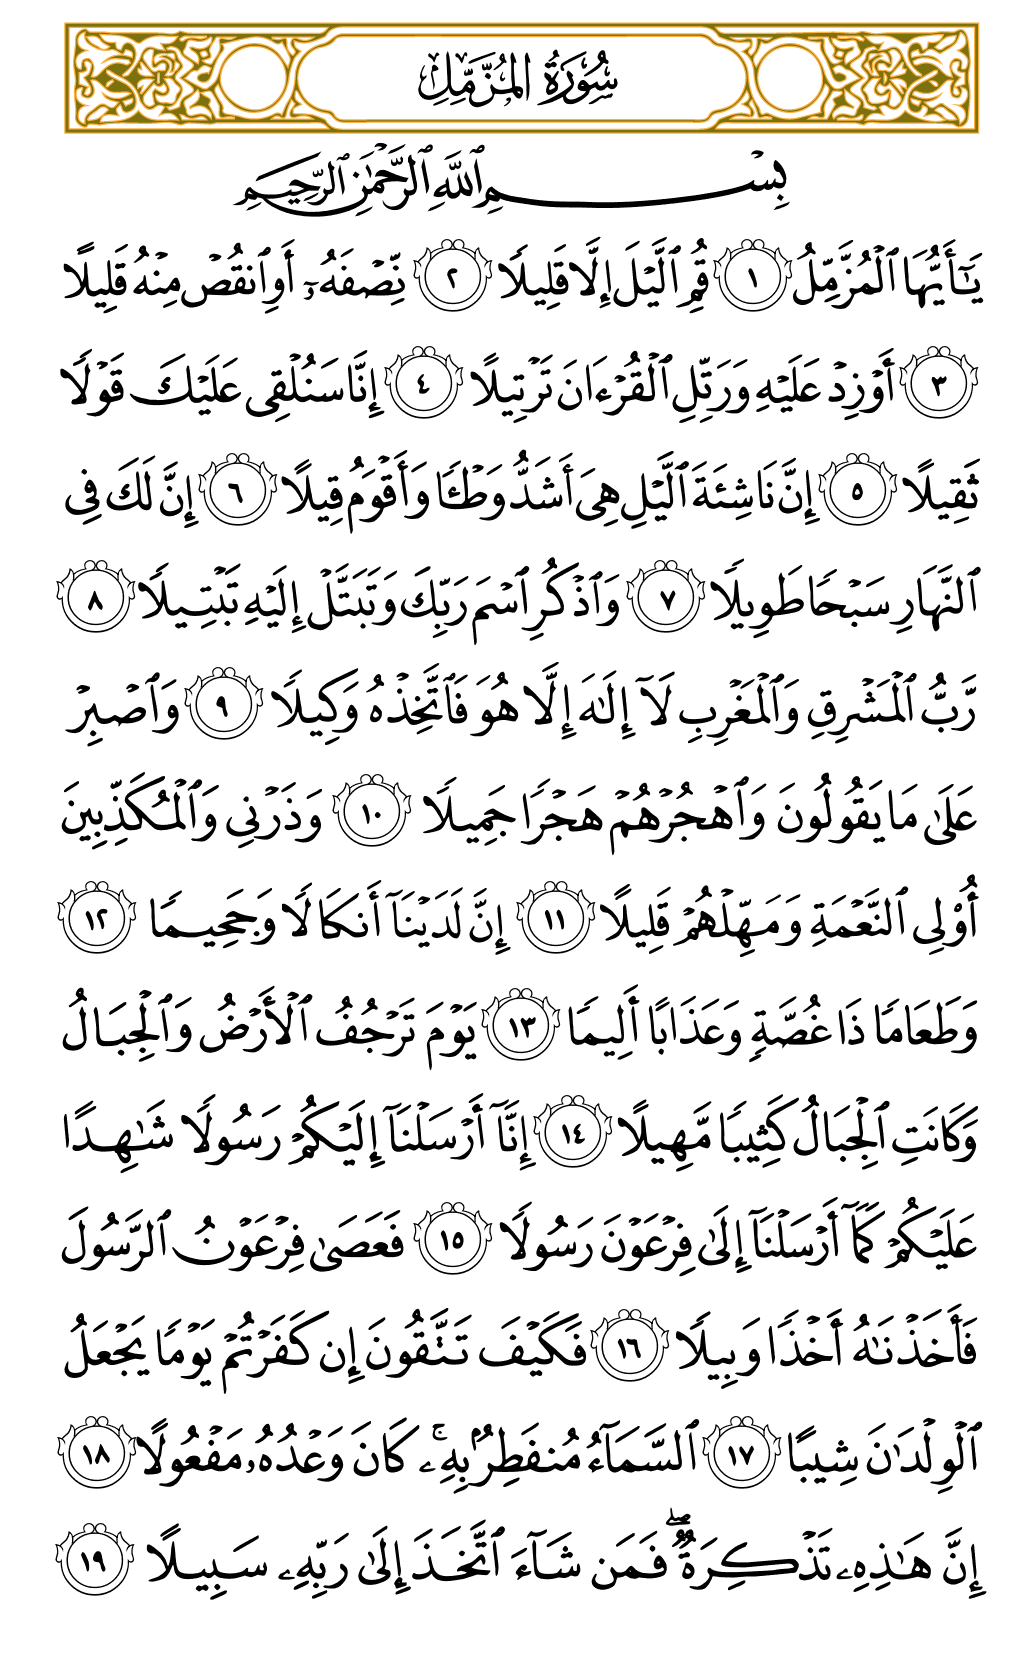 سُورَةُ المُزَّمِّلِ
بِسْمِ ٱللَّهِ ٱلرَّحْمَٰنِ ٱلرَّحِيمِ
يَٰٓأَيُّهَا ٱلْمُزَّمِّلُ ١ قُمِ ٱلَّيْلَ إِلَّا قَلِيلًا ٢ نِّصْفَهُۥٓ أَوِ ٱنقُصْ مِنْهُ قَلِيلًا
٣ أَوْ زِدْ عَلَيْهِ وَرَتِّلِ ٱلْقُرْءَانَ تَرْتِيلًا ٤ إِنَّا سَنُلْقِى عَلَيْكَ قَوْلًا
ثَقِيلًا ٥ إِنَّ نَاشِئَةَ ٱلَّيْلِ هِىَ أَشَدُّ وَطْـًٔا وَأَقْوَمُ قِيلًا ٦ إِنَّ لَكَ فِى
ٱلنَّهَارِ سَبْحًا طَوِيلًا ٧ وَٱذْكُرِ ٱسْمَ رَبِّكَ وَتَبَتَّلْ إِلَيْهِ تَبْتِيلًا ٨
رَّبُّ ٱلْمَشْرِقِ وَٱلْمَغْرِبِ لَآ إِلَٰهَ إِلَّا هُوَ فَٱتَّخِذْهُ وَكِيلًا ٩ وَٱصْبِرْ
عَلَىٰ مَا يَقُولُونَ وَٱهْجُرْهُمْ هَجْرًا جَمِيلًا ١٠ وَذَرْنِى وَٱلْمُكَذِّبِينَ
أُو۟لِى ٱلنَّعْمَةِ وَمَهِّلْهُمْ قَلِيلًا ١١ إِنَّ لَدَيْنَآ أَنكَالًا وَجَحِيمًا ١٢
وَطَعَامًا ذَا غُصَّةٍ وَعَذَابًا أَلِيمًا ١٣ يَوْمَ تَرْجُفُ ٱلْأَرْضُ وَٱلْجِبَالُ
وَكَانَتِ ٱلْجِبَالُ كَثِيبًا مَّهِيلًا ١٤ إِنَّآ أَرْسَلْنَآ إِلَيْكُمْ رَسُولًا شَٰهِدًا
عَلَيْكُمْ كَمَآ أَرْسَلْنَآ إِلَىٰ فِرْعَوْنَ رَسُولًا ١٥ فَعَصَىٰ فِرْعَوْنُ ٱلرَّسُولَ
فَأَخَذْنَٰهُ أَخْذًا وَبِيلًا ١٦ فَكَيْفَ تَتَّقُونَ إِن كَفَرْتُمْ يَوْمًا يَجْعَلُ
ٱلْوِلْدَٰنَ شِيبًا ١٧ ٱلسَّمَآءُ مُنفَطِرٌۢ بِهِۦ ۚ كَانَ وَعْدُهُۥ مَفْعُولًا ١٨
إِنَّ هَٰذِهِۦ تَذْكِرَةٌ ۖ فَمَن شَآءَ ٱتَّخَذَ إِلَىٰ رَبِّهِۦ سَبِيلًا ١٩